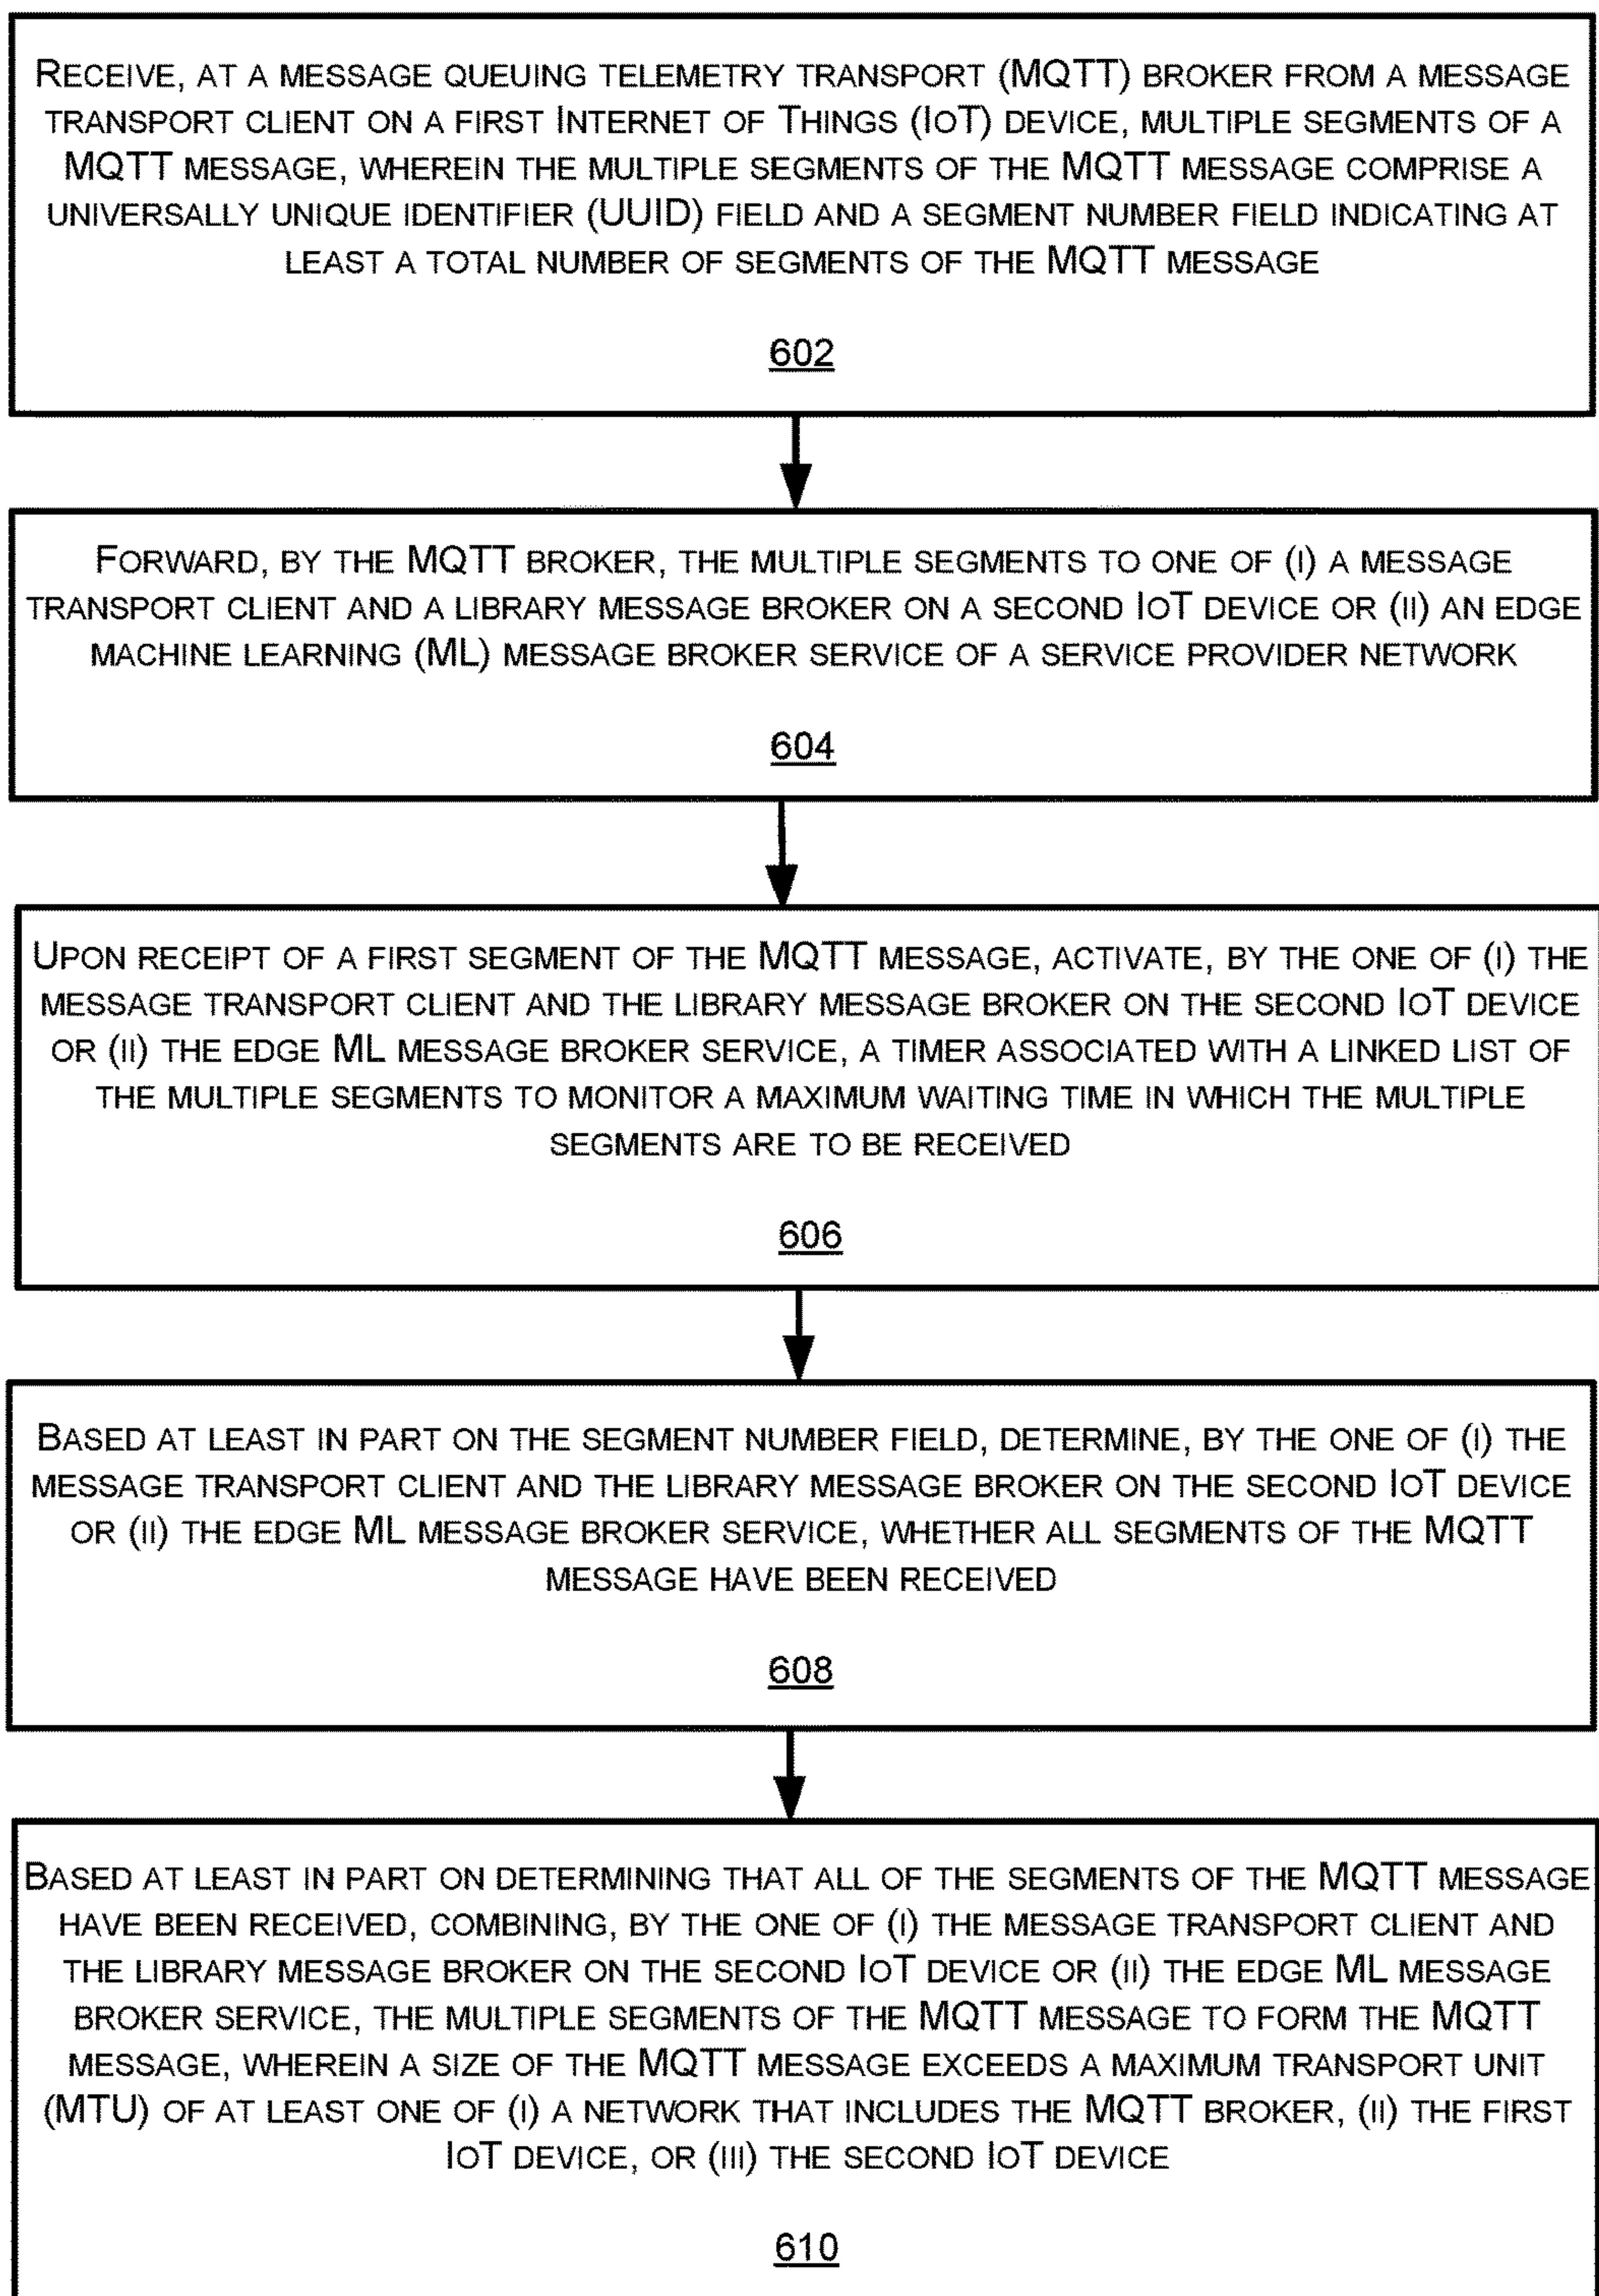 RECEIVE, AT A MESSAGE QUEUING TELEMETRY TRANSPORT (MQTT) BROKER FROM A MESSAGE
TRANSPORT CLIENT ON A FIRST INTERNET OF THINGS (IOT) DEVICE, MULTIPLE SEGMENTS OF A
MQTT MESSAGE, WHEREIN THE MULTIPLE SEGMENTS OF THE MQTT MESSAGE COMPRISE A
UNIVERSALLY UNIQUE IDENTIFIER (UUID) FIELD AND A SEGMENT NUMBER FIELD INDICATING AT
LEAST A TOTAL NUMBER OF SEGMENTS OF THE MQTT MESSAGE
602
FORWARD, BY THE MQTT BROKER, THE MULTIPLE SEGMENTS TO ONE OF (I) A MESSAGE
TRANSPORT CLIENT AND A LIBRARY MESSAGE BROKER ON A SECOND IOT DEVICE OR (II) AN EDGE
MACHINE LEARNING (ML) MESSAGE BROKER SERVICE OF A SERVICE PROVIDER NETWORK
604
UPON RECEIPT OF A FIRST SEGMENT OF THE MQTT MESSAGE, ACTIVATE, BY THE ONE OF (I) THE
MESSAGE TRANSPORT CLIENT AND THE LIBRARY MESSAGE BROKER ON THE SECOND IOT DEVICE
OR (II) THE EDGE ML MESSAGE BROKER SERVICE, A TIMER ASSOCIATED WITH A LINKED LIST OF
THE MULTIPLE SEGMENTS TO MONITOR A MAXIMUM WAITING TIME IN WHICH THE MULTIPLE
SEGMENTS ARE TO BE RECEIVED
606
BASED AT LEAST IN PART ON THE SEGMENT NUMBER FIELD, DETERMINE, BY THE ONE OF (I) THE
MESSAGE TRANSPORT CLIENT AND THE LIBRARY MESSAGE BROKER ON THE SECOND IOT DEVICE
OR (II) THE EDGE ML MESSAGE BROKER SERVICE, WHETHER ALL SEGMENTS OF THE MQTT
MESSAGE HAVE BEEN RECEIVED
608
BASED AT LEAST IN PART ON DETERMINING THAT ALL OF THE SEGMENTS OF THE MQTT MESSAGE
HAVE BEEN RECEIVED, COMBINING, BY THE ONE OF (I) THE MESSAGE TRANSPORT CLIENT AND
THE LIBRARY MESSAGE BROKER ON THE SECOND IOT DEVICE OR (II) THE EDGE ML MESSAGE
BROKER SERVICE, THE MULTIPLE SEGMENTS OF THE MQTT MESSAGE TO FORM THE MQTT
MESSAGE, WHEREIN A SIZE OF THE MQTT MESSAGE EXCEEDS A MAXIMUM TRANSPORT UNIT
(MTU) OF AT LEAST ONE OF (I) A NETWORK THAT INCLUDES THE MQTT BROKER, (II) THE FIRST
IOT DEVICE, OR (III) THE SECOND IOT DEVICE
610